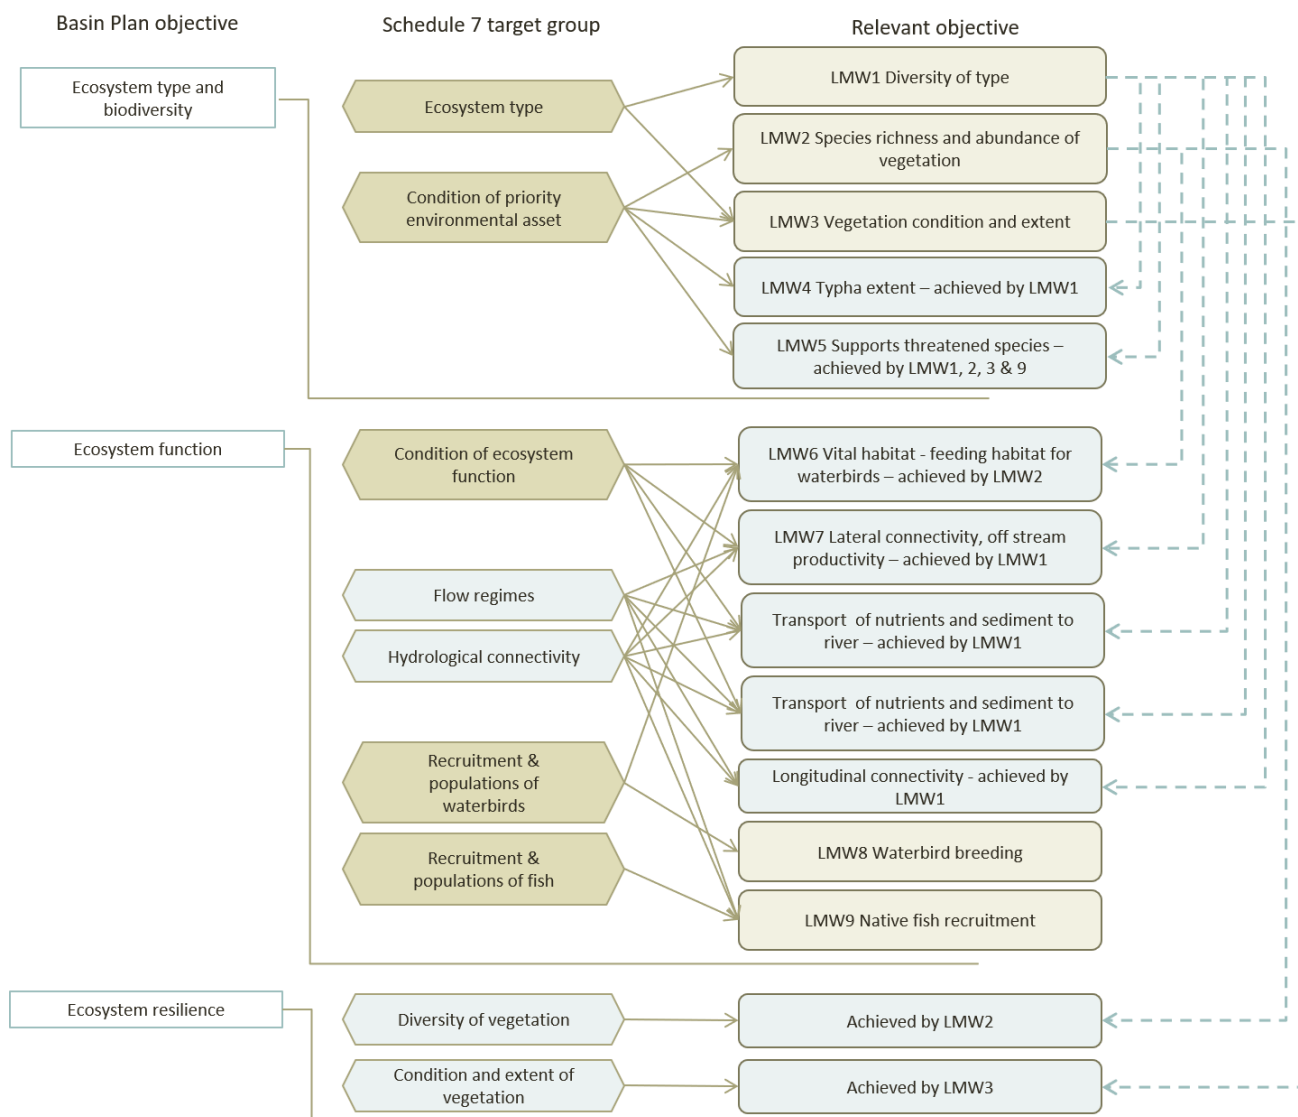 Basin Plan objective
Schedule 7 target group
Relevant objective
Ecosystem type and
biodiversity
Ecosystem type
Condition of priority
environmental asset
LMW1 Diversity of type
LMW2 Species richness and abundance of
vegetation
LMW3 Vegetation condition and extent
LMW4 Typha extent – achieved by LMW1
LMW5 Supports threatened species –
achieved by LMW1, 2, 3 & 9
Ecosystem function
Condition of ecosystem
function
Flow regimes
Hydrological connectivity
Recruitment &
populations of
waterbirds
Recruitment &
populations of fish
LMW6 Vital habitat - feeding habitat for
waterbirds – achieved by LMW2
LMW7 Lateral connectivity, off stream
productivity – achieved by LMW1
Transport  of nutrients and sediment to
river – achieved by LMW1
Transport  of nutrients and sediment to
river – achieved by LMW1
Longitudinal connectivity - achieved by
LMW1
LMW8 Waterbird breeding
LMW9 Native fish recruitment
Ecosystem resilience
Diversity of vegetation
Condition and extent of
vegetation
Achieved by LMW2
Achieved by LMW3